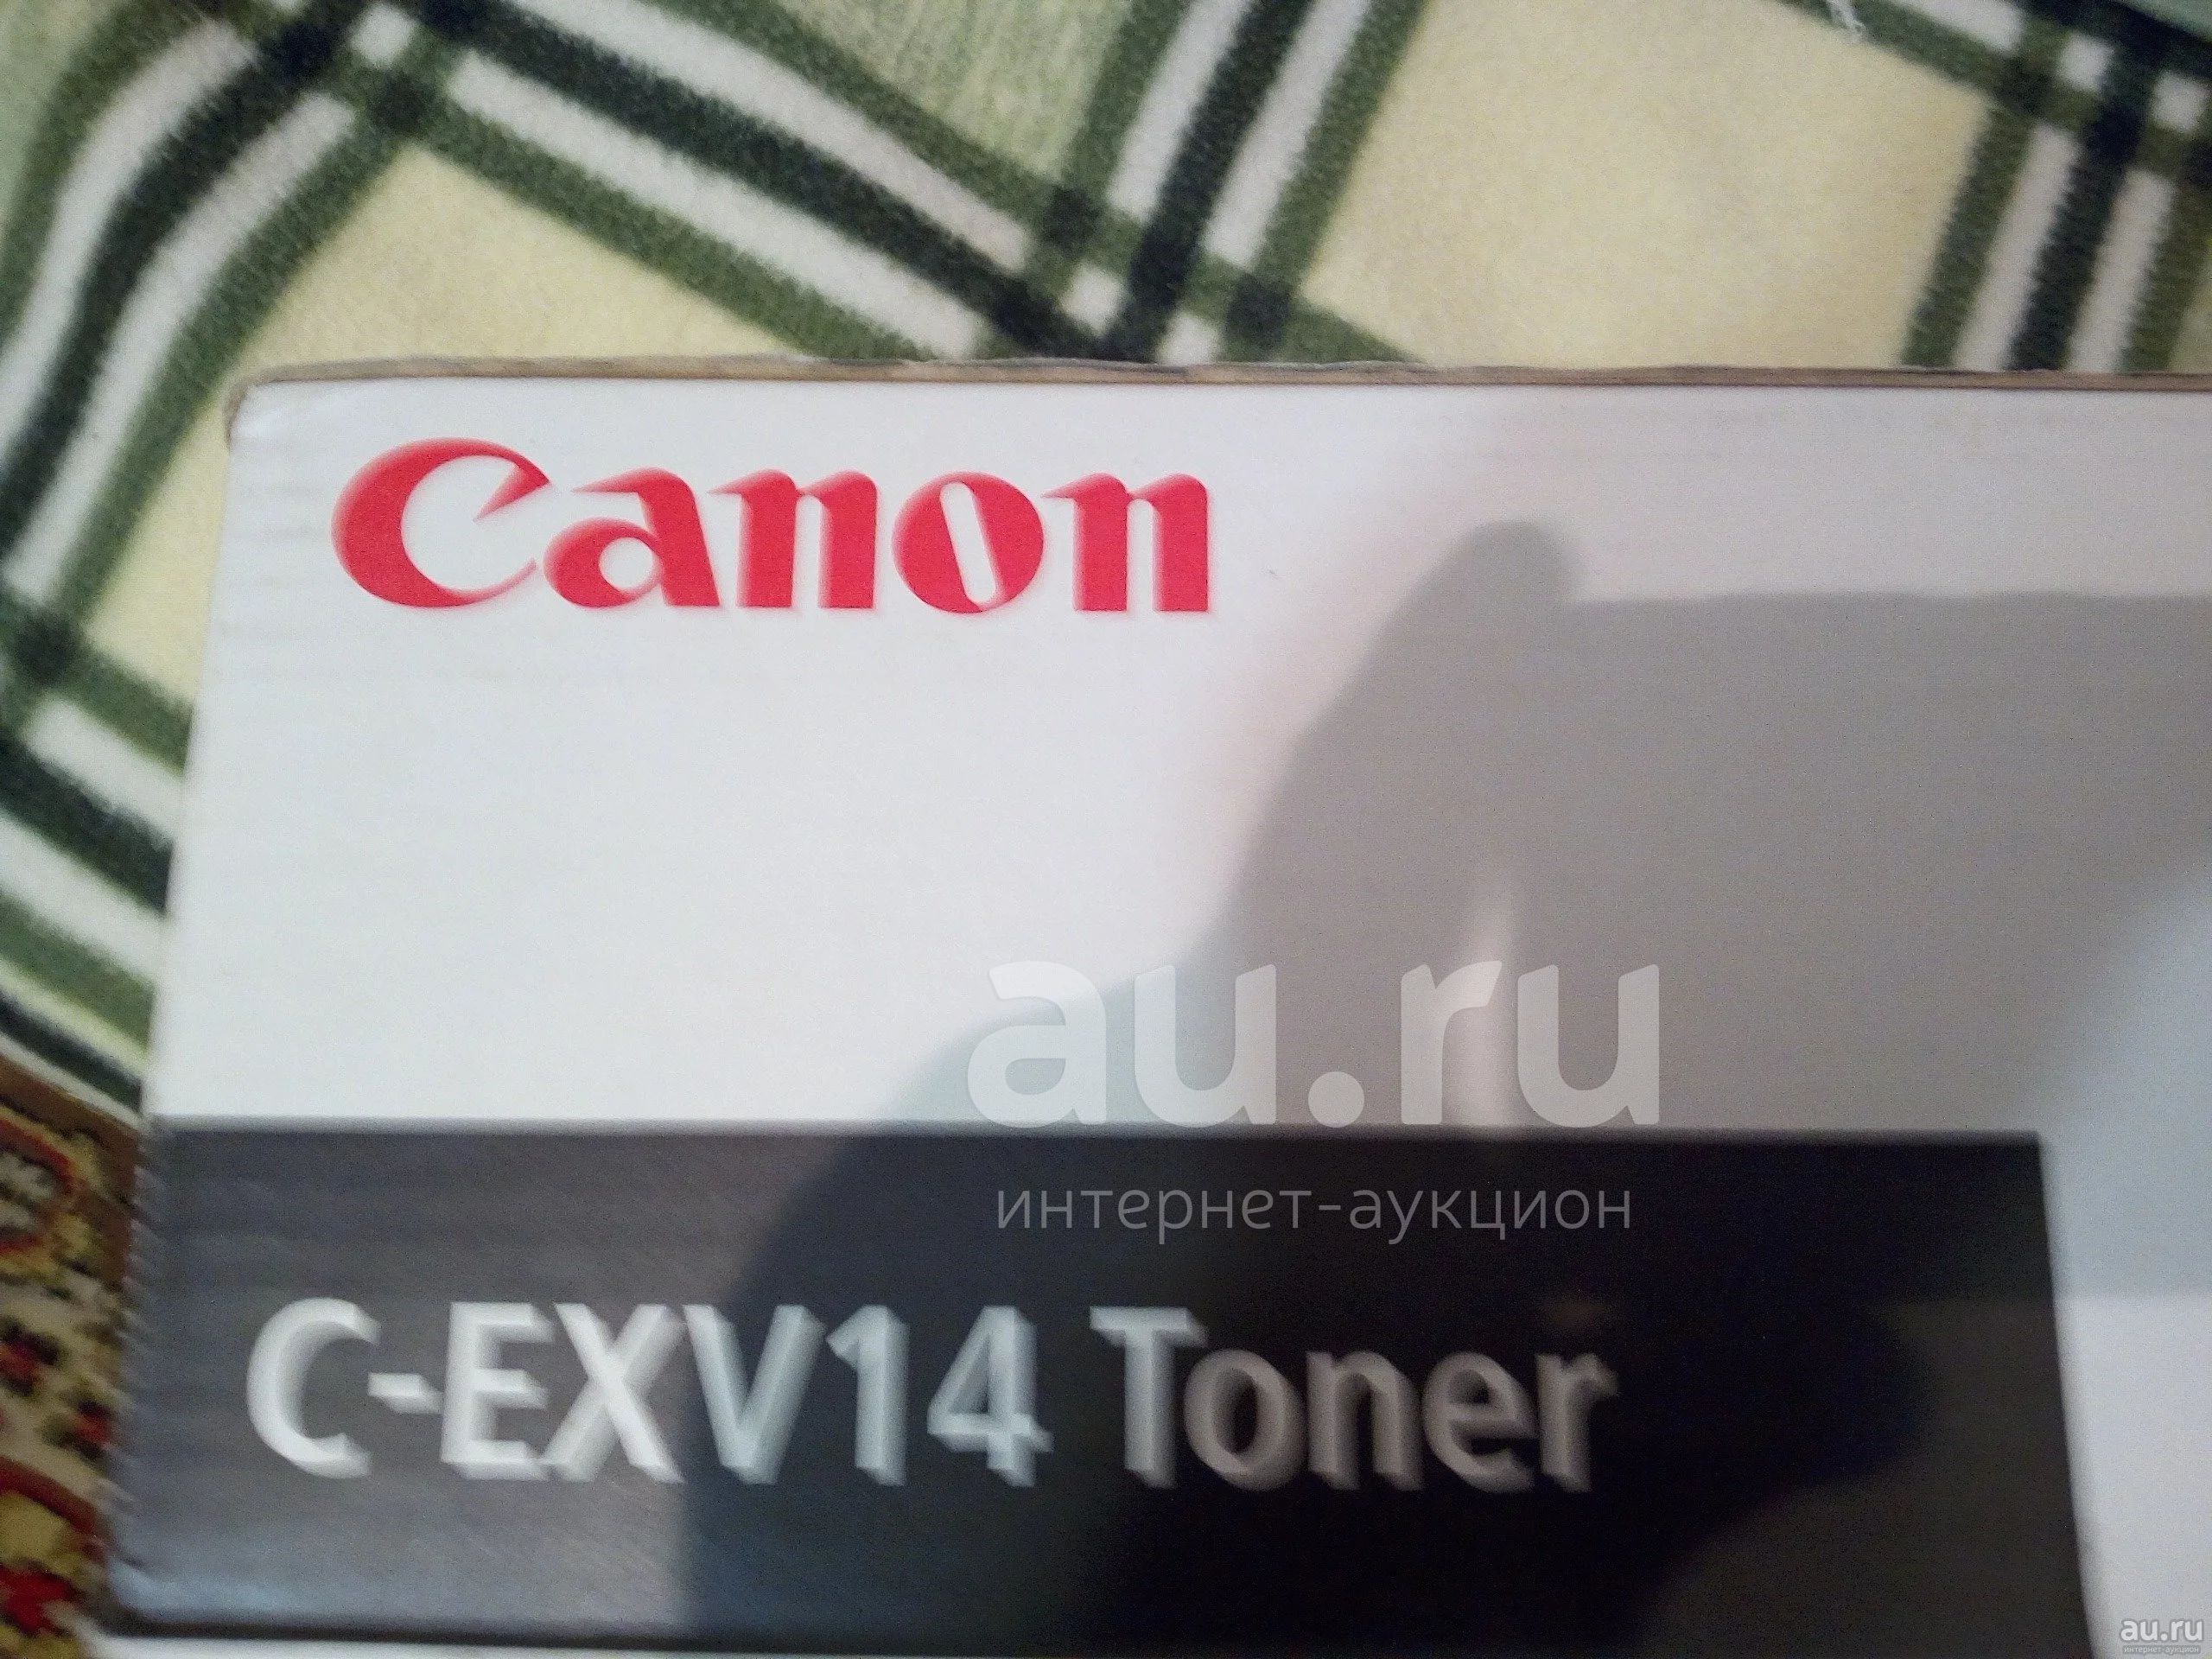 Canon
au.ru
интернет-аукцион
C-EXV14 Toner
au.ru
интернет-аукцион